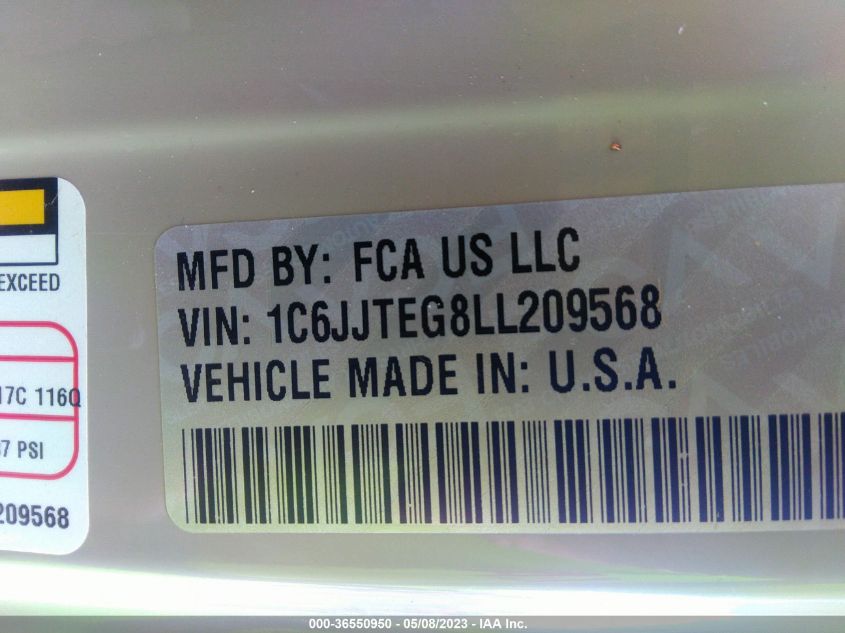 EXCEED
17C 116Q
37 PSI
209568
MFD BY: FCA US LLC
VIN: 1C6JJTEG8LL209568
VEHICLE MADE IN: U.S.A.
000-36550950 - 05/08/2023 - IAA Inc.